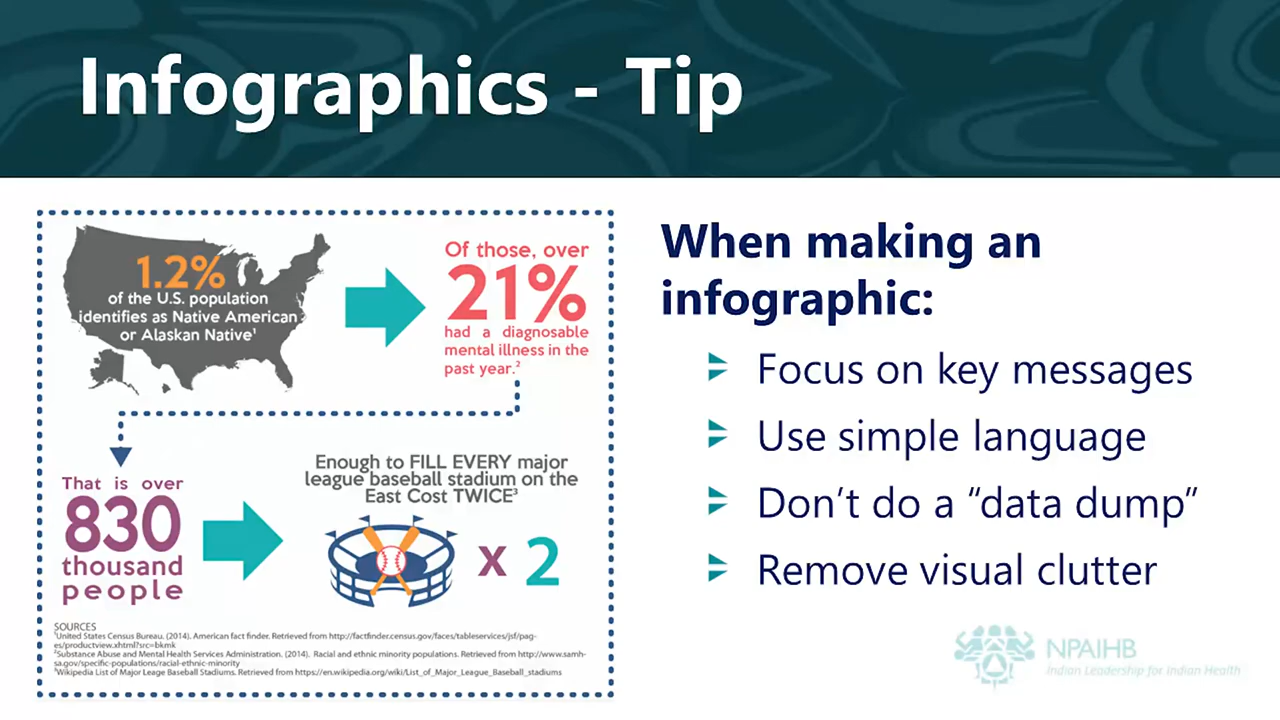 Infographics - Tip
1.2%
of the U.S. population
identifies as Native American
or Alaskan Native¹
Of those, over
21%
had a diagnosable
mental illness in the
past year.²
That is over
830
thousand
people
Enough to FILL EVERY major
league baseball stadium on the
East Cost TWICE³
x 2
SOURCES
¹United States Census Bureau. (2014). American fact finder. Retrieved from http://factfinder.census.gov/faces/tableservices/jsf/pag-
es/productview.xhtml?src=bkmk
²Substance Abuse and Mental Health Services Administration. (2014). Racial and ethnic minority populations. Retrieved from http://www.samh-
sa.gov/specific-populations/racial-ethnic-minority
³Wikipedia List of Major Leage Baseball Stadiums. Retrieved from https://en.wikipedia.org/wiki/List_of_Major_League_Baseball_stadiums
When making an
infographic:
Focus on key messages
Use simple language
Don't do a “data dump”
Remove visual clutter
NPAIHB
Indian Leadership for Indian Health